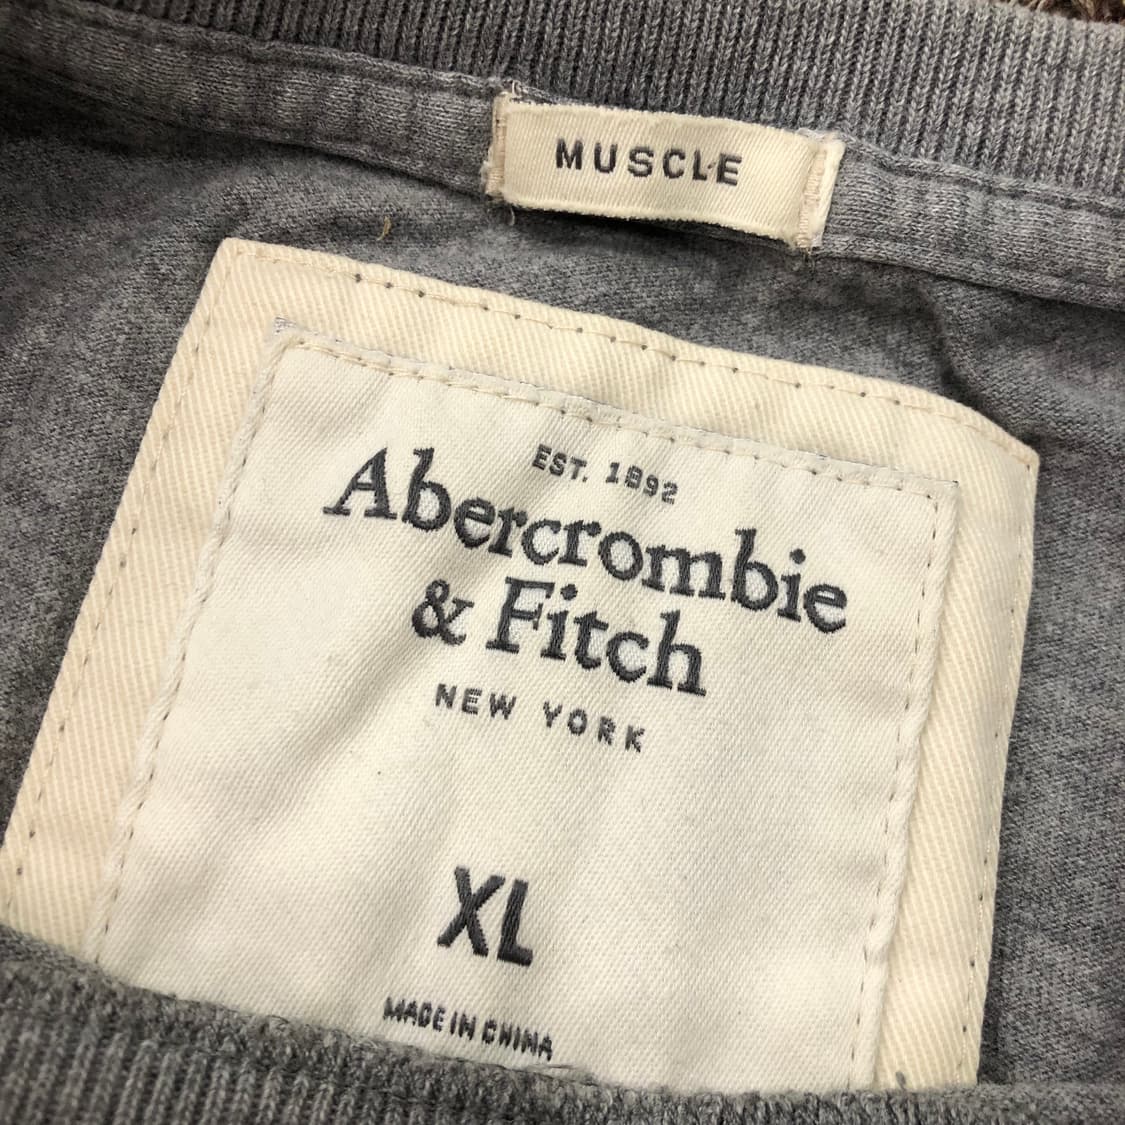 MUSCLE
EST. 1892
Abercrombie
& Fitch
NEW YORK
XL
MADE IN CHINA